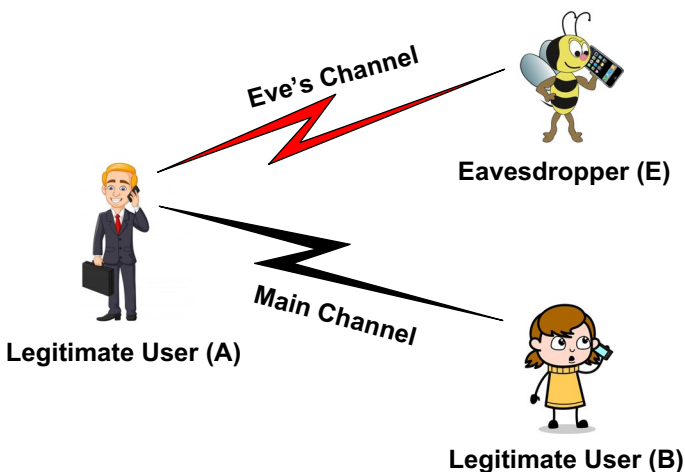 Eve's Channel
Eavesdropper (E)
Main Channel
Legitimate User (A)
Legitimate User (B)